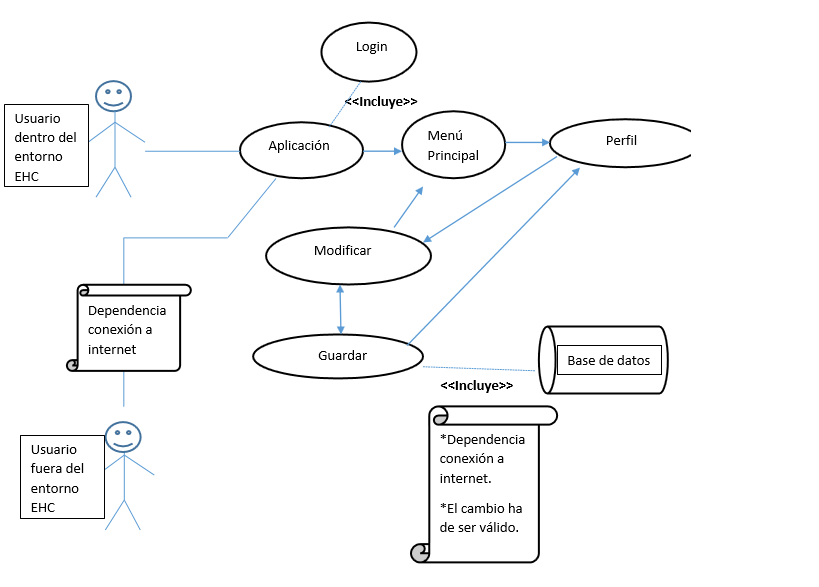 Login
<<Incluye>>
Usuario
dentro del
entorno
EHC
Aplicación
Menú
Principal
Perfil
Modificar
Dependencia
conexión a
internet
Guardar
Base de datos
<<Incluye>>
Usuario
fuera del
entorno
EHC
*Dependencia
conexión a
internet.
*El cambio ha
de ser válido.